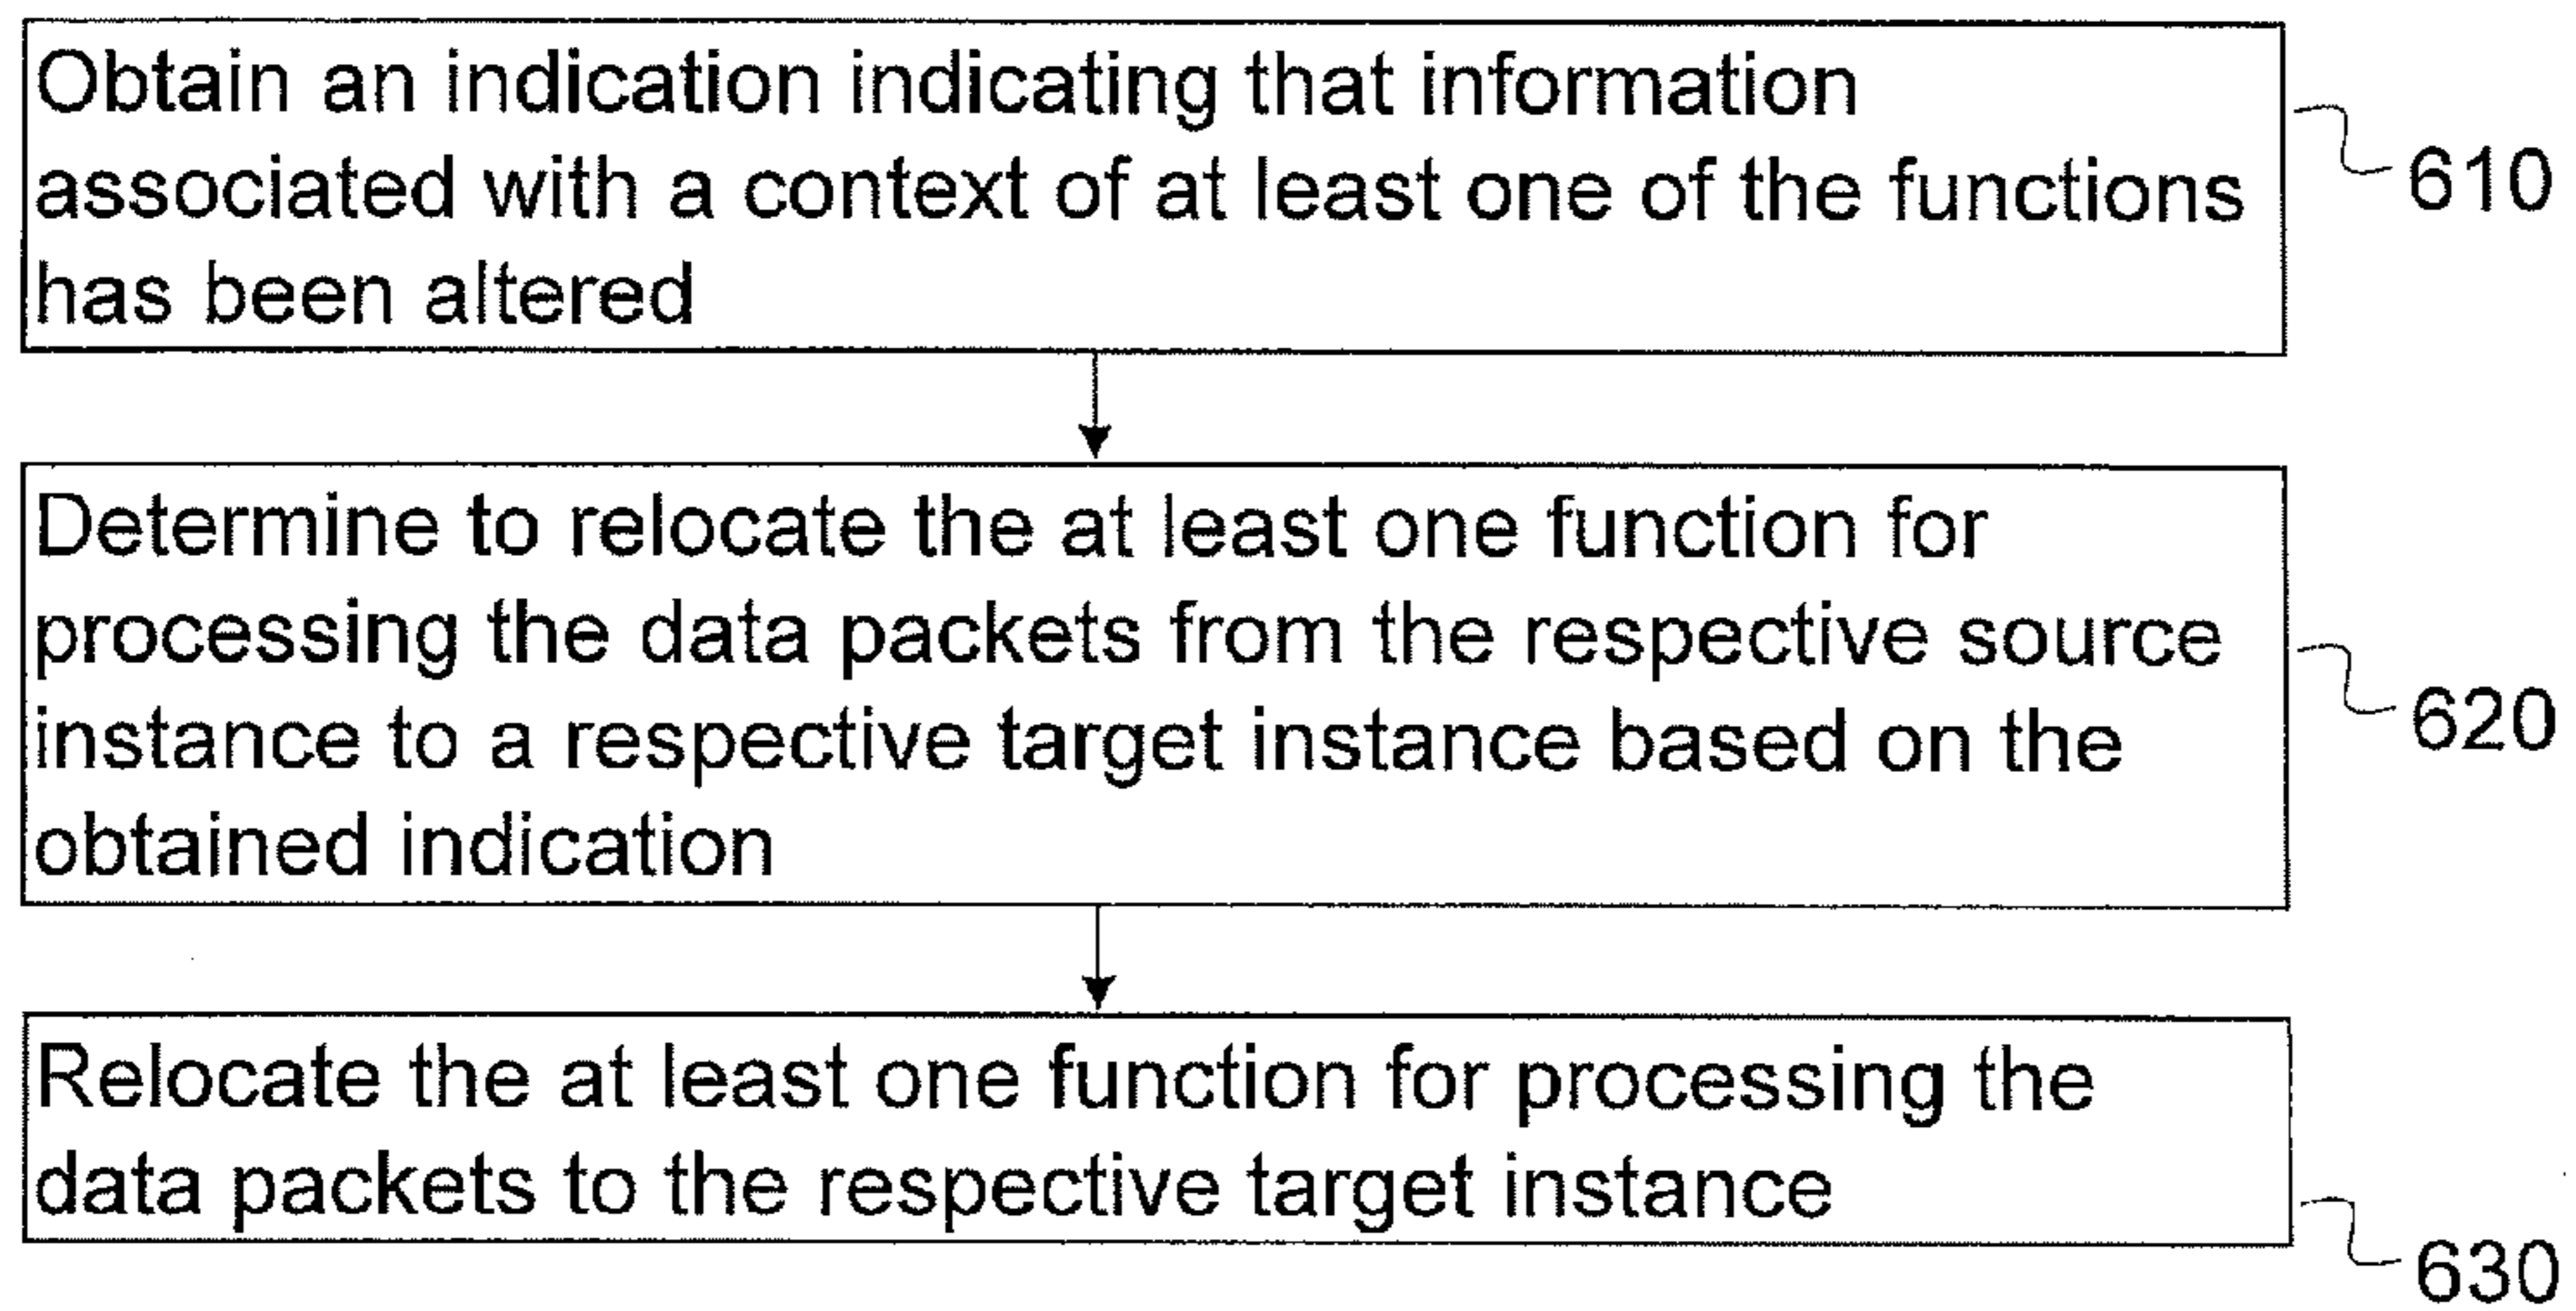 Obtain an indication indicating that information
associated with a context of at least one of the functions
has been altered
610
Determine to relocate the at least one function for
processing the data packets from the respective source
instance to a respective target instance based on the
obtained indication
620
Relocate the at least one function for processing the
data packets to the respective target instance
630